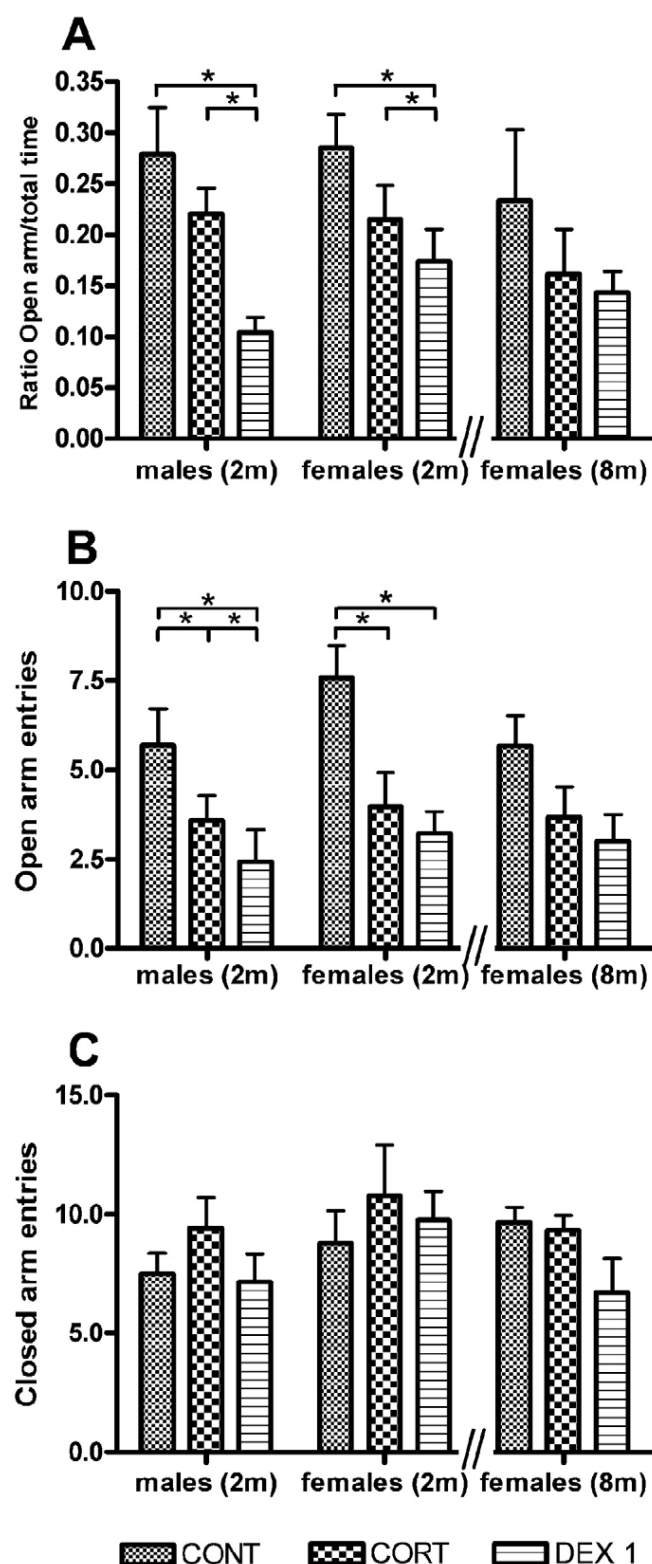 A
* *
* *
0.35
0.30
0.25
0.20
0.15
0.10
0.05
0.00
Ratio Open arm/total time
males (2m) females (2m) // females (8m)
B
* *
* * *
10.0
7.5
5.0
2.5
0.0
Open arm entries
males (2m) females (2m) // females (8m)
C
15.0
10.0
5.0
0.0
Closed arm entries
males (2m) females (2m) // females (8m)
CONT CORT DEX 1